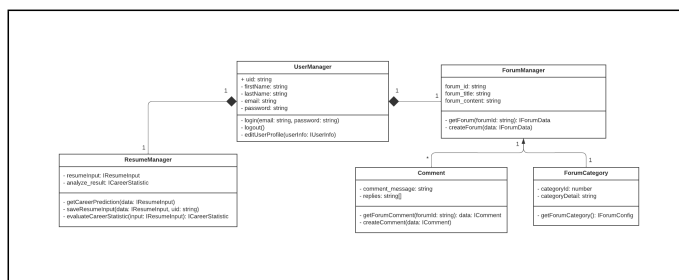 UserManager
+ uid: string
- firstName: string
- lastName: string
- email: string
- password: string
- login(email: string, password: string)
- logout()
- editUserProfile(userInfo: IUserInfo)
1
1
1
1
ForumManager
forum_id: string
forum_title: string
forum_content: string
- getForum(forumId: string): IForumData
- createForum(data: IForumData)
1
*
1
ResumeManager
- resumeInput: IResumeInput
- analyze_result: ICareerStatistic
- getCareerPrediction(data: IResumeInput)
- saveResumeInput(data: IResumeInput, uid: string)
- evaluateCareerStatistic(input: IResumeInput): ICareerStatistic
Comment
- comment_message: string
- replies: string[]
- getForumComment(forumId: string): data: IComment
- createComment(data: IComment)
ForumCategory
- categoryId: number
- categoryDetail: string
- getForumCategory(): IForumConfig